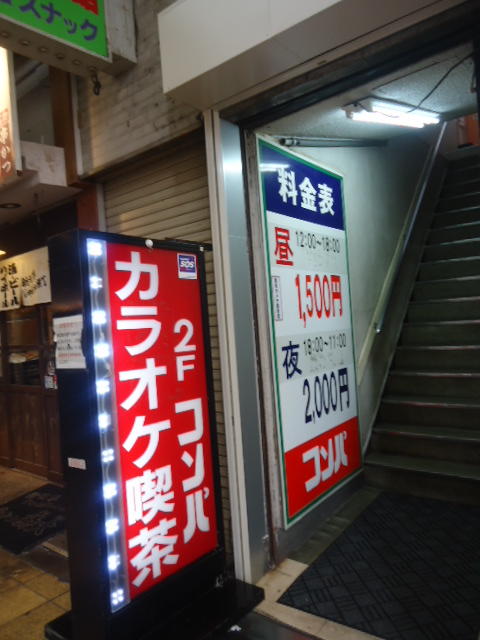 スナック
カラオケ喫茶
2F コンパ
SOS
料金表
昼
12:00～18:00
1,500円
夜
18:00～11:00
2,000円
コンパ